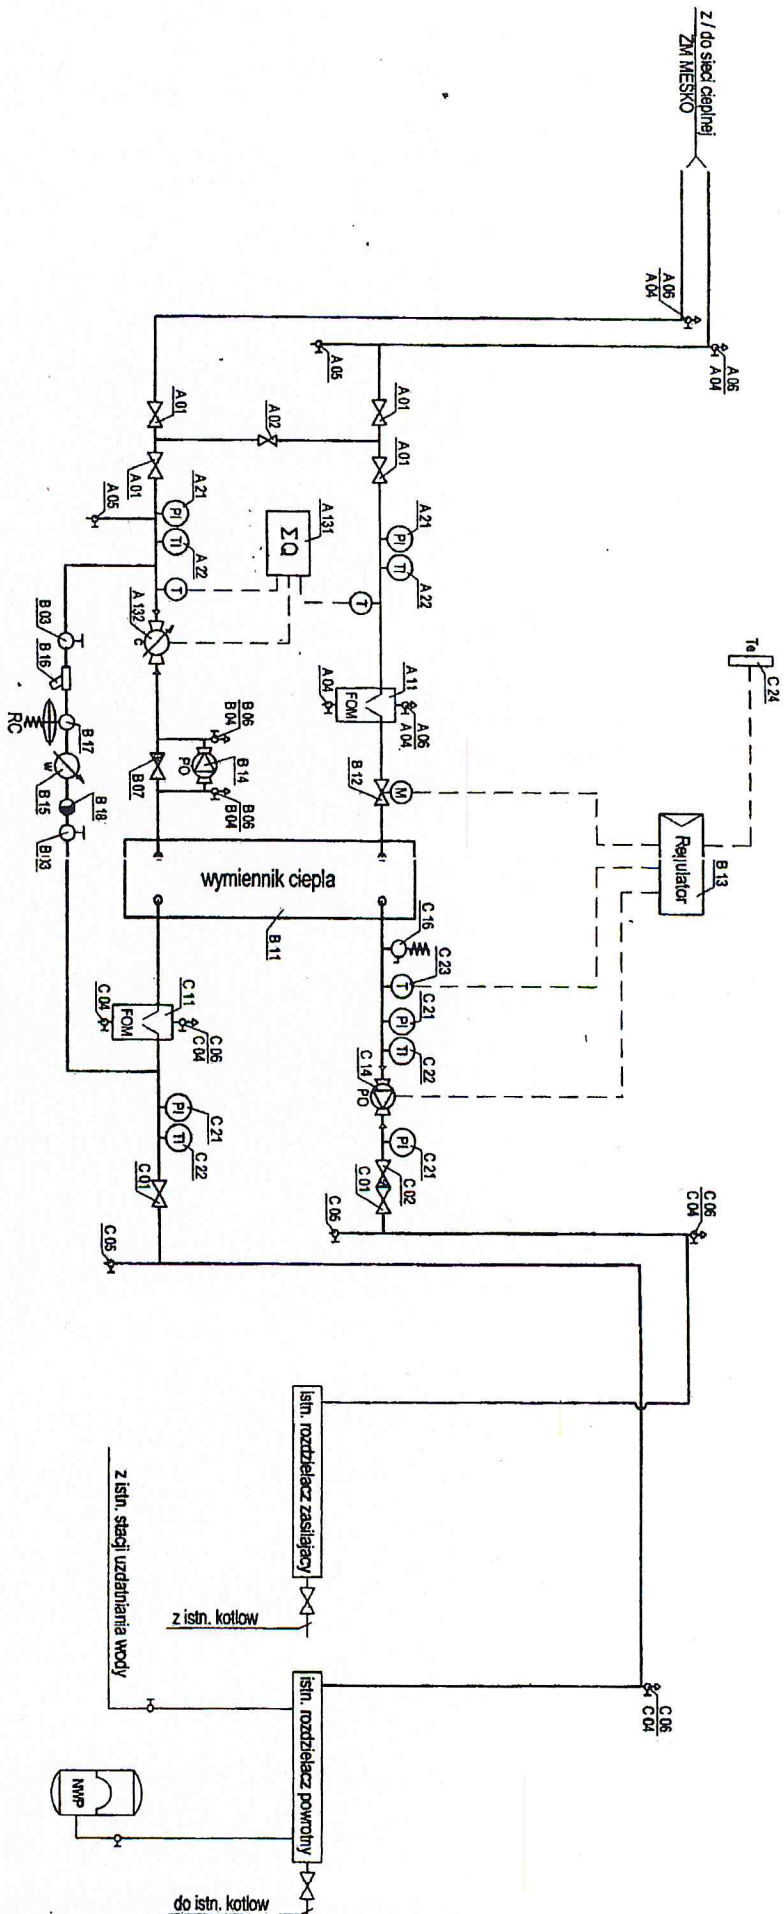 z / do sieci cieplnej
ZM MESKO
A 06
A 04
A 06
A 04
A 05
A 01
A 01
A 02
A 01
A 01
A 05
A 21
PI
TI
A 22
A 21
PI
TI
A 22
A 131
ΣQ
T
T
A 132
C
B 03
B 16
RC
B 17
W
B 15
B 18
B 03
A 04
A 11
FOM
A 06
A 04
B 06
B 04
PO
B 14
B 07
B 06
B 04
B 12
M
Te
C 24
B 13
Regulator
wymiennik ciepla
B 11
C 16
C 23
T
C 21
PI
TI
C 22
C 14
PO
C 21
PI
C 02
C 01
C 04
C 11
FOM
C 06
C 04
C 21
PI
TI
C 22
C 01
C 05
C 05
C 06
C 04
istn. rozdzielacz zasilajacy
z istn. kotlow
z istn. stacji uzdatniania wody
istn. rozdzielacz powrotny
C 06
C 04
NWP
do istn. kotlow